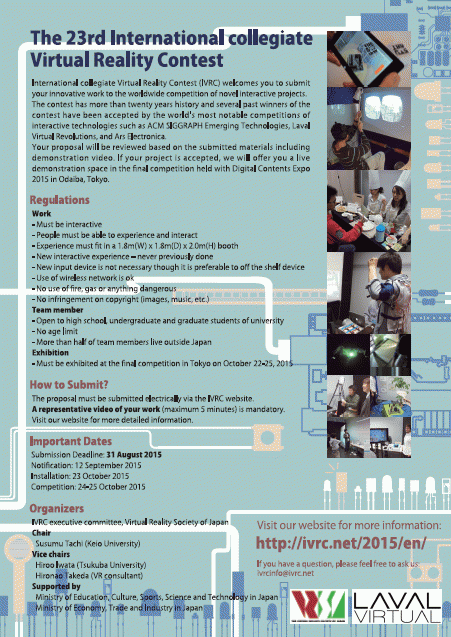 The 23rd International collegiate
Virtual Reality Contest
International collegiate Virtual Reality Contest (IVRC) welcomes you to submit
your innovative work to the worldwide competition of novel interactive projects.
The contest has more than twenty years history and several past winners of the
contest have been accepted by the world's most notable competitions of
interactive technologies such as ACM SIGGRAPH Emerging Technologies, Laval
Virtual Revolutions, and Ars Electronica.
Your proposal will be reviewed based on the submitted materials including
demonstration video. If your project is accepted, we will offer you a live
demonstration space in the final competition held with Digital Contents Expo
2015 in Odaiba, Tokyo.
Regulations
Work
- Must be interactive
- People must be able to experience and interact
- Experience must fit in a 1.8m(W) x 1.8m(D) x 2.0m(H) booth
- New interactive experience – never previously done
- New input device is not necessary though it is preferable to off the shelf device
- Use of wireless network is ok
- No use of fire, gas or anything dangerous
- No infringement on copyright (images, music, etc.)
Team member
- Open to high school, undergraduate and graduate students of university
- No age limit
- More than half of team members live outside Japan
Exhibition
- Must be exhibited at the final competition in Tokyo on October 22-25, 2015
How to Submit?
The proposal must be submitted electrically via the IVRC website.
A representative video of your work (maximum 5 minutes) is mandatory.
Visit our website for more detailed information.
Important Dates
Submission Deadline: 31 August 2015
Notification: 12 September 2015
Installation: 23 October 2015
Competition: 24-25 October 2015
Organizers
IVRC executive committee, Virtual Reality Society of Japan
Chair
Susumu Tachi (Keio University)
Vice chairs
Hiroo Iwata (Tsukuba University)
Hironao Takeda (VR consultant)
Supported by
Ministry of Education, Culture, Sports, Science and Technology in Japan
Ministry of Economy, Trade and Industry in Japan
Visit our website for more information:
http://ivrc.net/2015/en/
If you have a question, please feel free to ask us:
ivrcinfo@ivrc.net
LAVAL
VIRTUAL